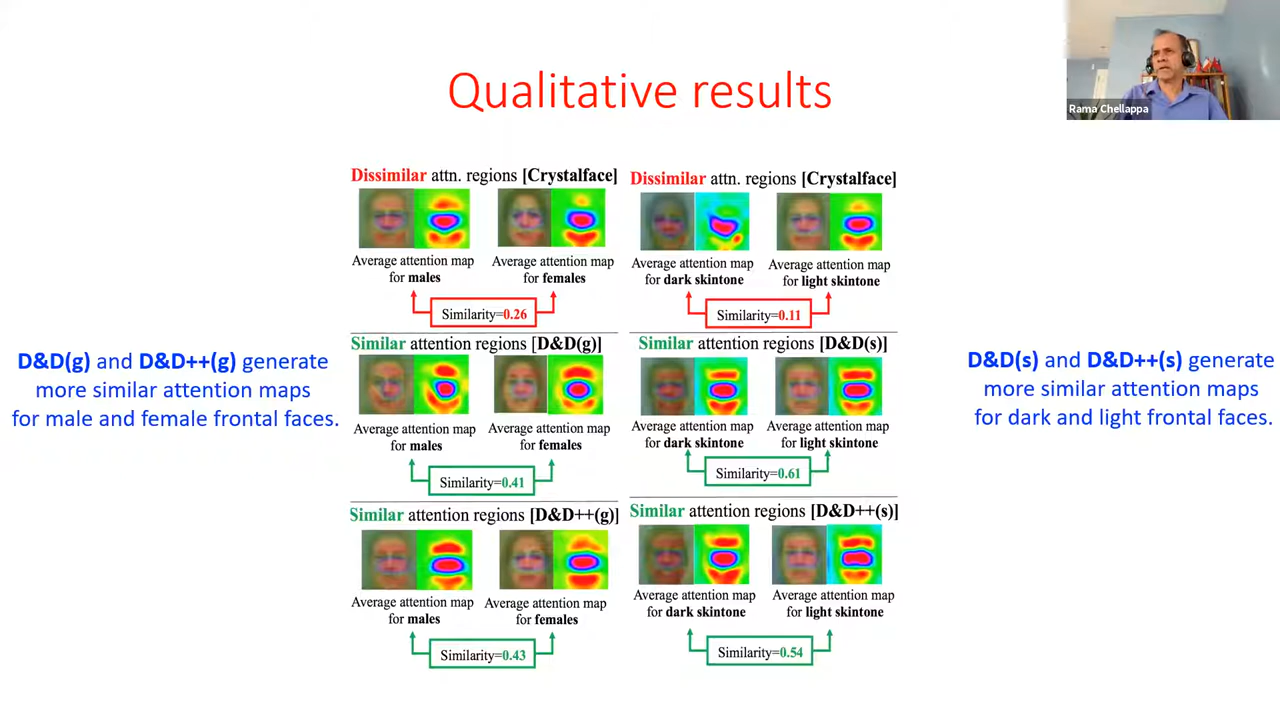 Qualitative results
Rama Chellappa
Dissimilar attn. regions [Crystalface]
Average attention map
for males
Average attention map
for females
Similarity=0.26
Dissimilar attn. regions [Crystalface]
Average attention map
for dark skintone
Average attention map
for light skintone
Similarity=0.11
D&D(g) and D&D++(g) generate
more similar attention maps
for male and female frontal faces.
Similar attention regions [D&D(g)]
Average attention map
for males
Average attention map
for females
Similarity=0.41
Similar attention regions [D&D(s)]
Average attention map
for dark skintone
Average attention map
for light skintone
Similarity=0.61
D&D(s) and D&D++(s) generate
more similar attention maps
for dark and light frontal faces.
Similar attention regions [D&D++(g)]
Average attention map
for males
Average attention map
for females
Similarity=0.43
Similar attention regions [D&D++(s)]
Average attention map
for dark skintone
Average attention map
for light skintone
Similarity=0.54